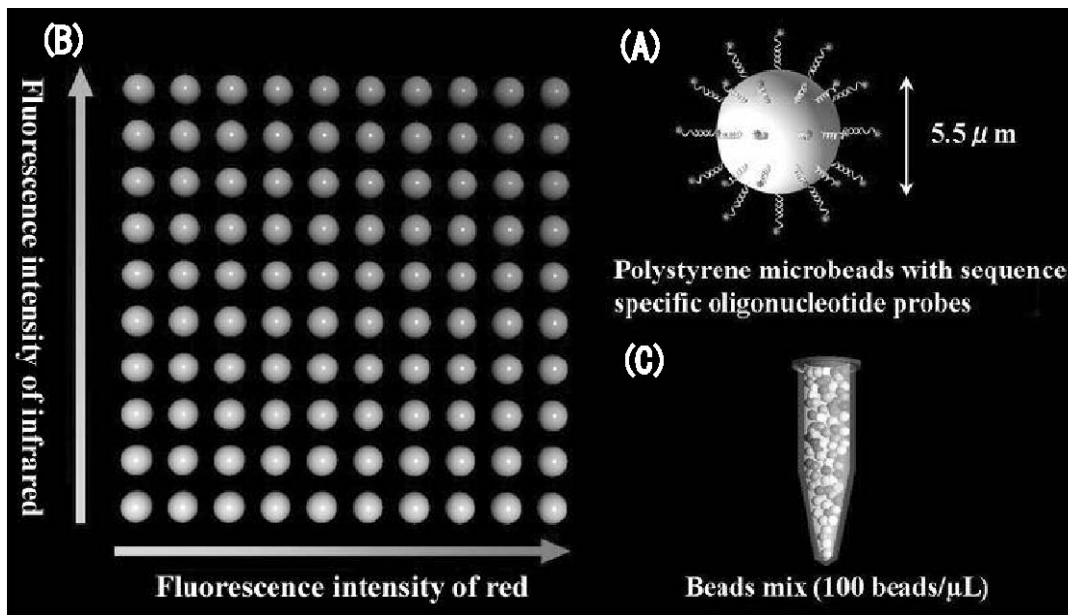 (B)
Fluorescence intensity of infrared
Fluorescence intensity of red
(A)
5.5 μ m
Polystyrene microbeads with sequence
specific oligonucleotide probes
(C)
Beads mix (100 beads/μL)